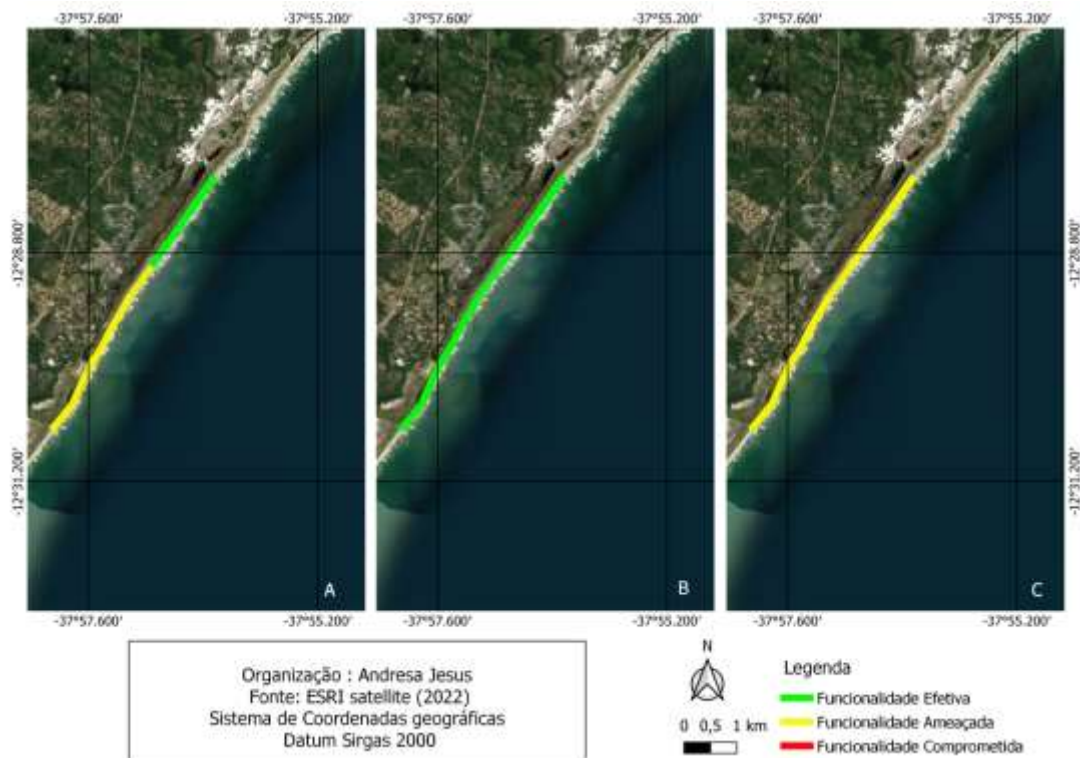 -37°57.600' -37°55.200' -37°57.600' -37°55.200' -37°57.600' -37°55.200'
-12°28.800' -12°28.800'
-12°31.200' -12°31.200'
A B C
-37°57.600' -37°55.200' -37°57.600' -37°55.200' -37°57.600' -37°55.200'
Organização : Andresa Jesus
Fonte: ESRI satellite (2022)
Sistema de Coordenadas geográficas
Datum Sirgas 2000
N
0 0,5 1 km
Legenda
Funcionalidade Efetiva
Funcionalidade Ameaçada
Funcionalidade Comprometida